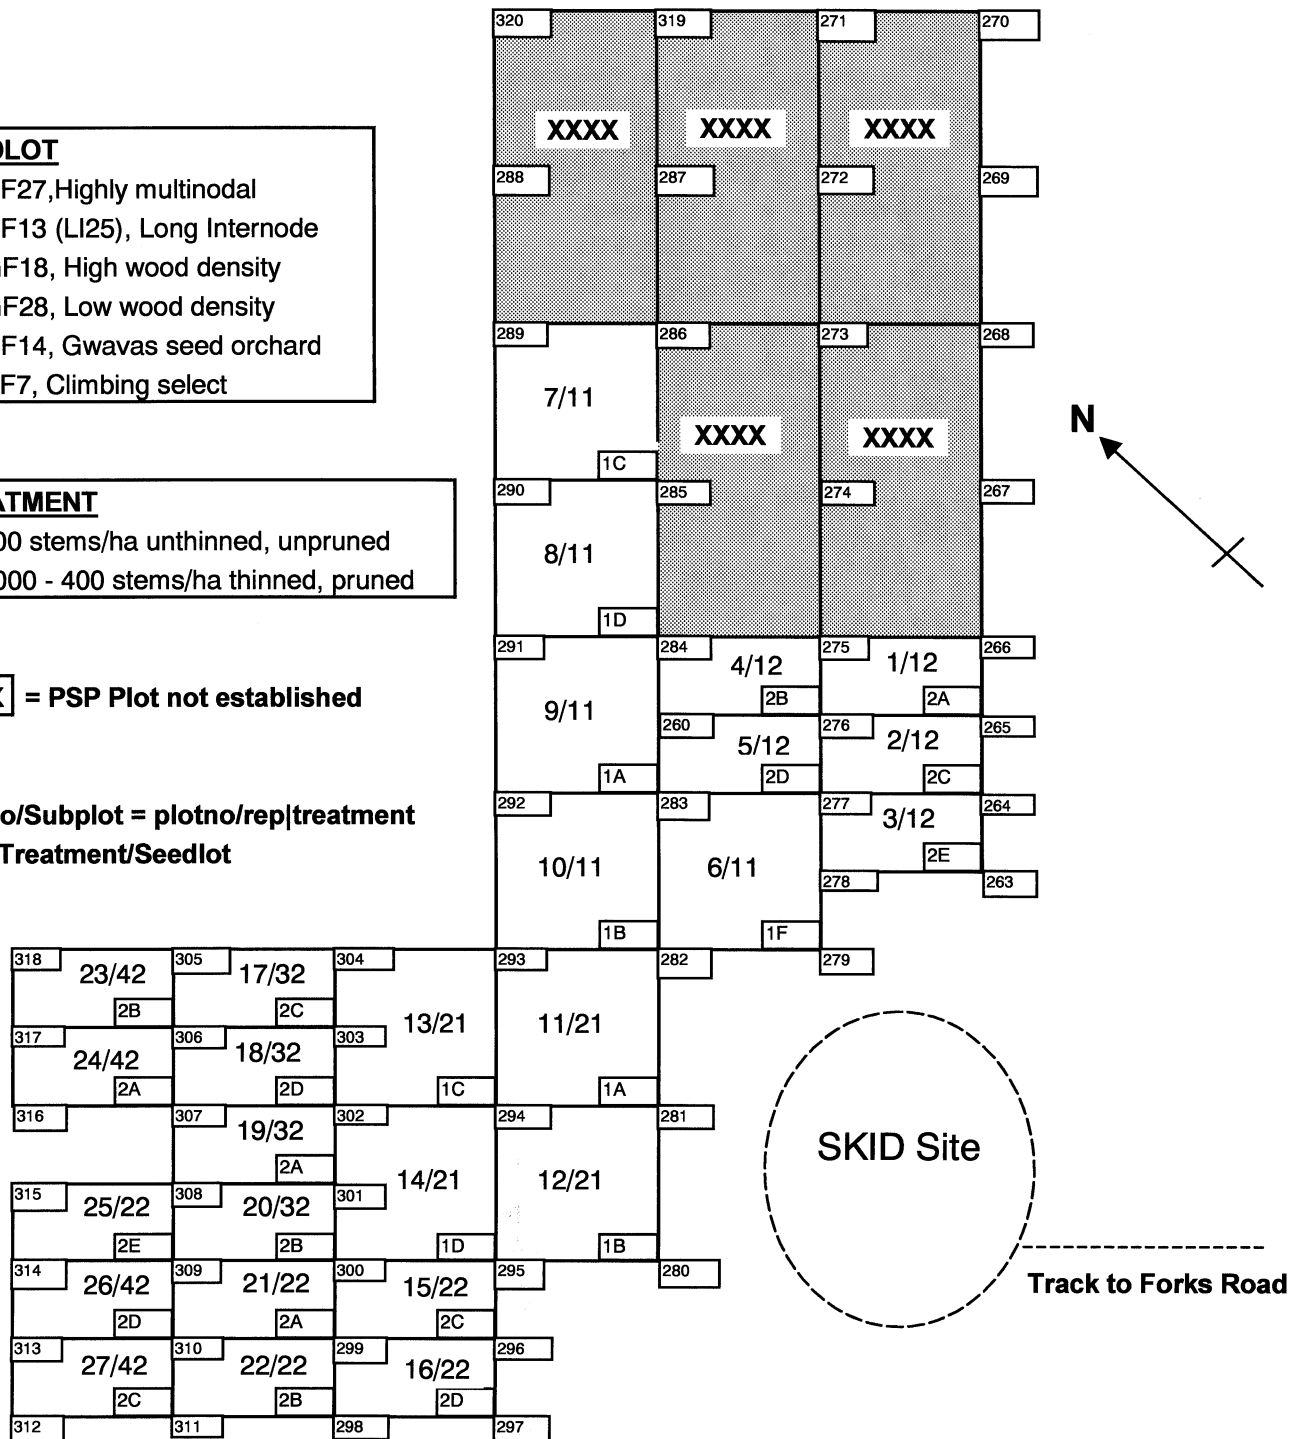 320 319 271 270
XXXX XXXX XXXX
288 287 272 269
OLOT
F27,Highly multinodal
F13 (LI25), Long Internode
F18, High wood density
F28, Low wood density
F14, Gwavas seed orchard
F7, Climbing select
289 286 273 268
7/11
XXXX XXXX
1C
N
ATMENT
00 stems/ha unthinned, unpruned
000 - 400 stems/ha thinned, pruned
290 285 274 267
8/11
1D
291 284 275 266
4/12 1/12
2B 2A
= PSP Plot not established
9/11
260 276 265
5/12 2/12
1A 2D 2C
o/Subplot = plotno/rep|treatment
Treatment/Seedlot
292 283 277 264
3/12
10/11 6/11
2E
278 263
1B 1F
318 305 304 293 282 279
23/42 17/32
2B 2C
13/21 11/21
317 306 303
24/42 18/32
2A 2D 1C 1A
316 307 302 294 281
19/32
2A
14/21 12/21
SKID Site
315 308 301
25/22 20/32
2E 2B 1D 1B
314 309 300 295 280
26/42 21/22 15/22
2D 2A 2C
Track to Forks Road
313 310 299 296
27/42 22/22 16/22
2C 2B 2D
312 311 298 297